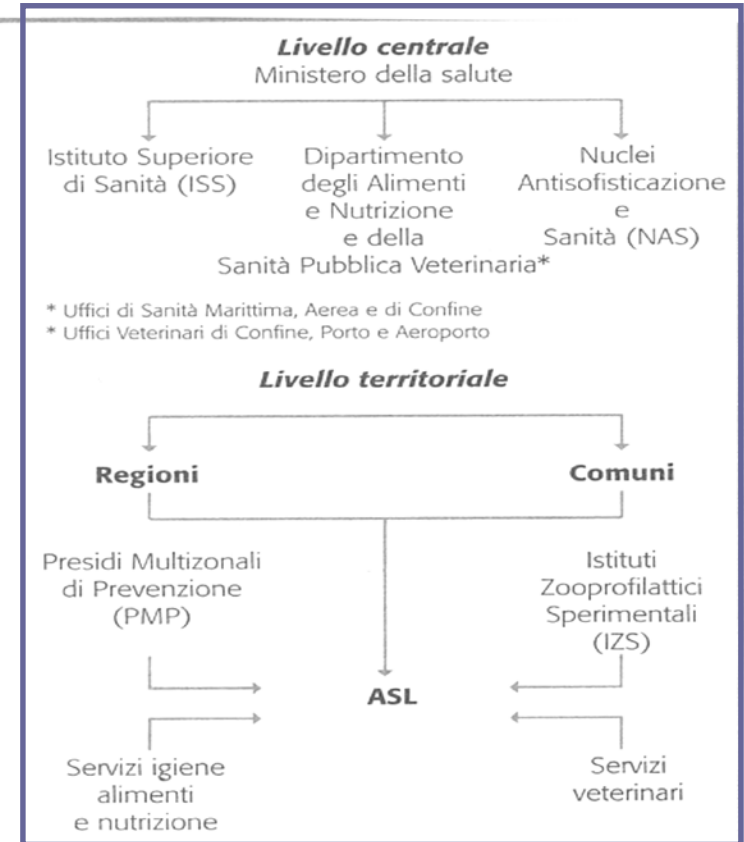 Livello centrale
Ministero della salute
Istituto Superiore
di Sanità (ISS)
Dipartimento
degli Alimenti
e Nutrizione
e della
Sanità Pubblica Veterinaria*
Nuclei
Antisofisticazione
e
Sanità (NAS)
* Uffici di Sanità Marittima, Aerea e di Confine
* Uffici Veterinari di Confine, Porto e Aeroporto
Livello territoriale
Regioni
Comuni
Presidi Multizonali
di Prevenzione
(PMP)
Istituti
Zooprofilattici
Sperimentali
(IZS)
ASL
Servizi igiene
alimenti
e nutrizione
Servizi
veterinari